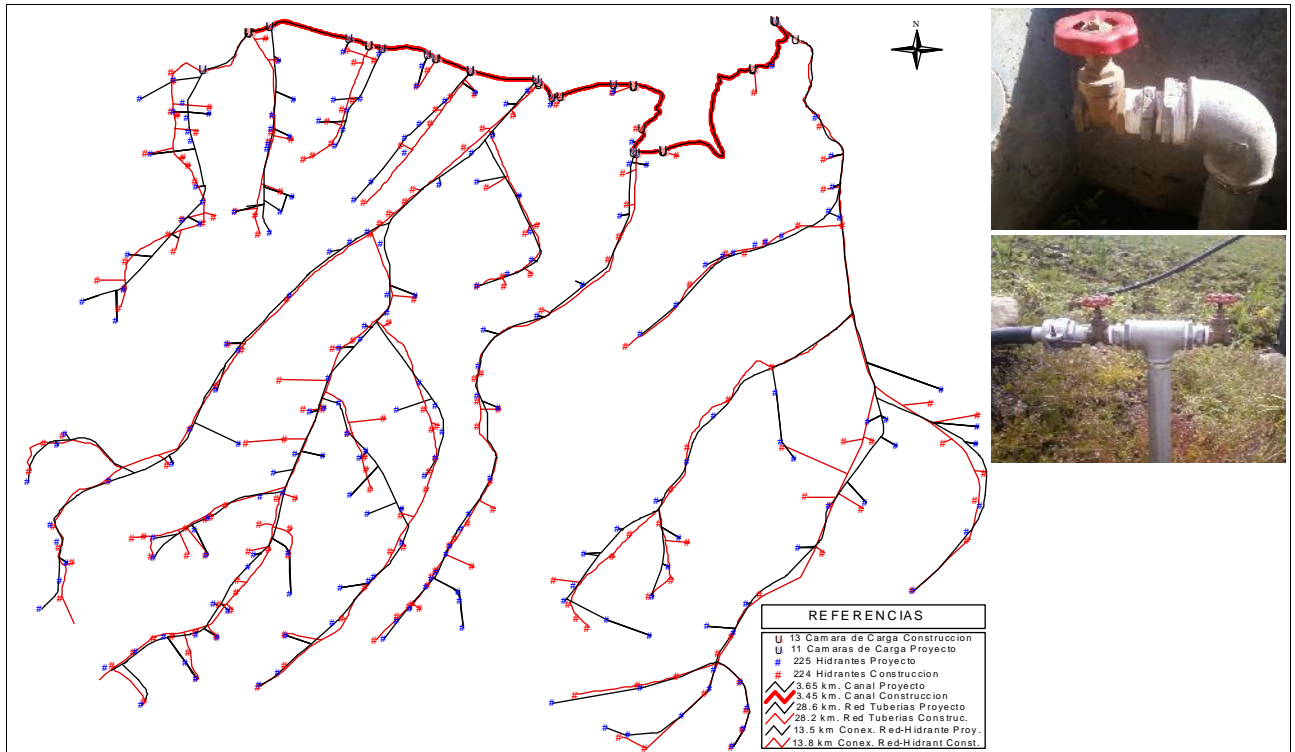 N
REFERENCIAS
13 Camara de Carga Construccion
11 Camaras de Carga Proyecto
225 Hidrantes Proyecto
224 Hidrantes Construccion
3.65 km. Canal Proyecto
3.45 km. Canal Construccion
28.6 km. Red Tuberias Proyecto
28.2 km. Red Tuberias Construc.
13.5 km Conex. Red-Hidrante Proy.
13.8 km Conex. Red-Hidrant Const.